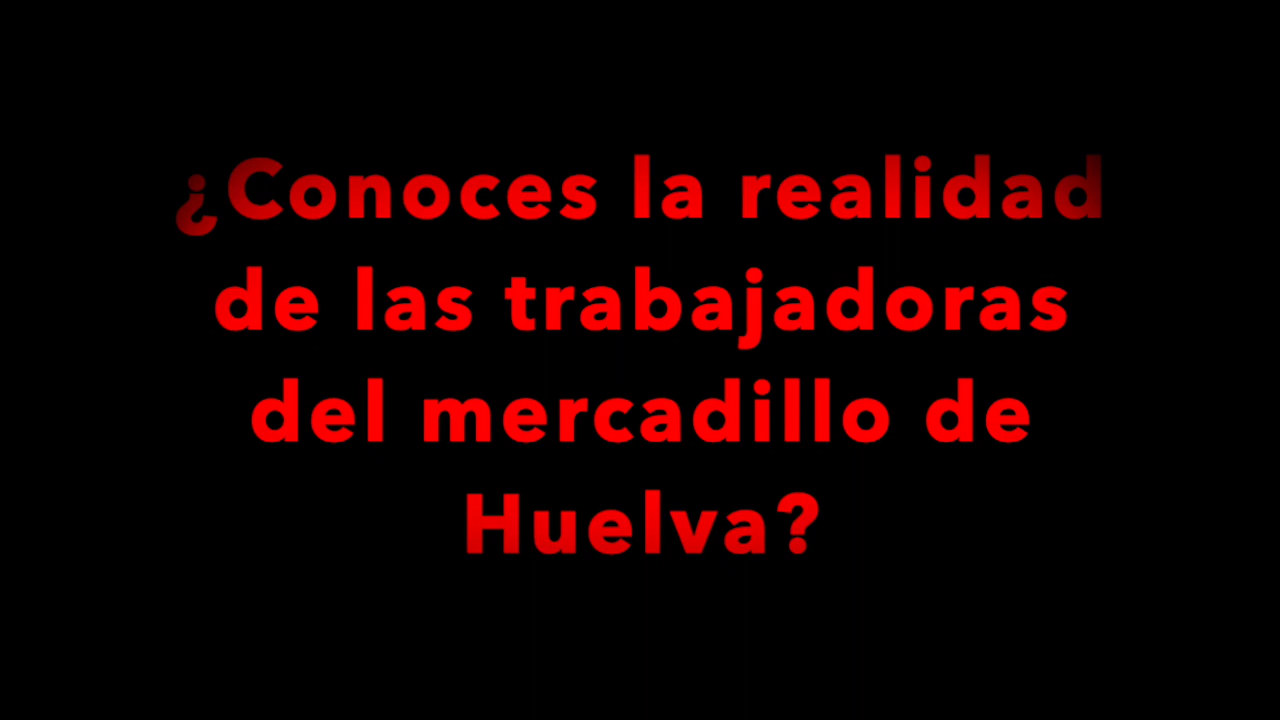 ¿Conoces la realidad
de las trabajadoras
del mercadillo de
Huelva?